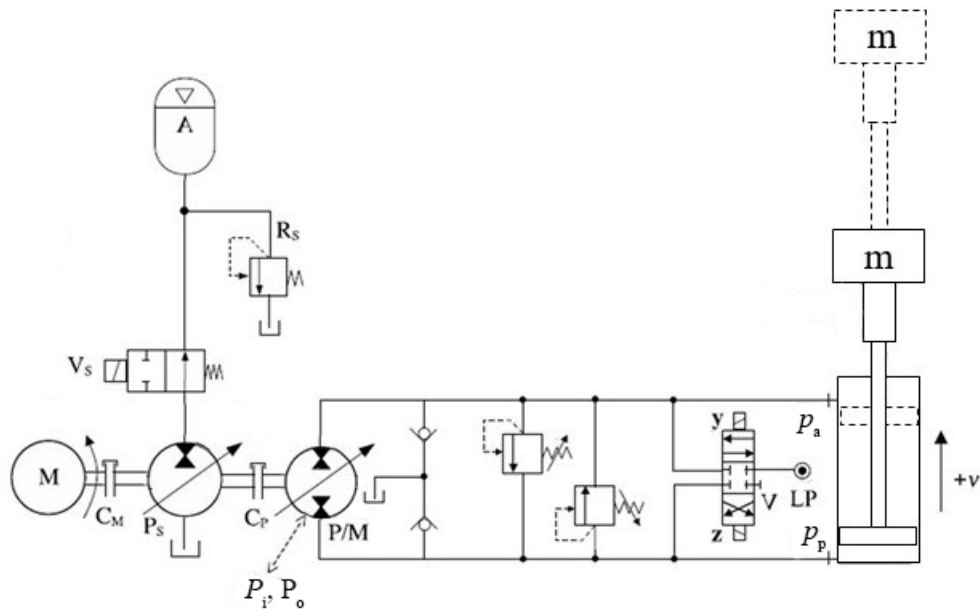 m
A
R_S
m
V_S
y
p_a
M
V
LP
+v
C_M
P_S
C_P
P/M
z
p_p
P_i, P_o